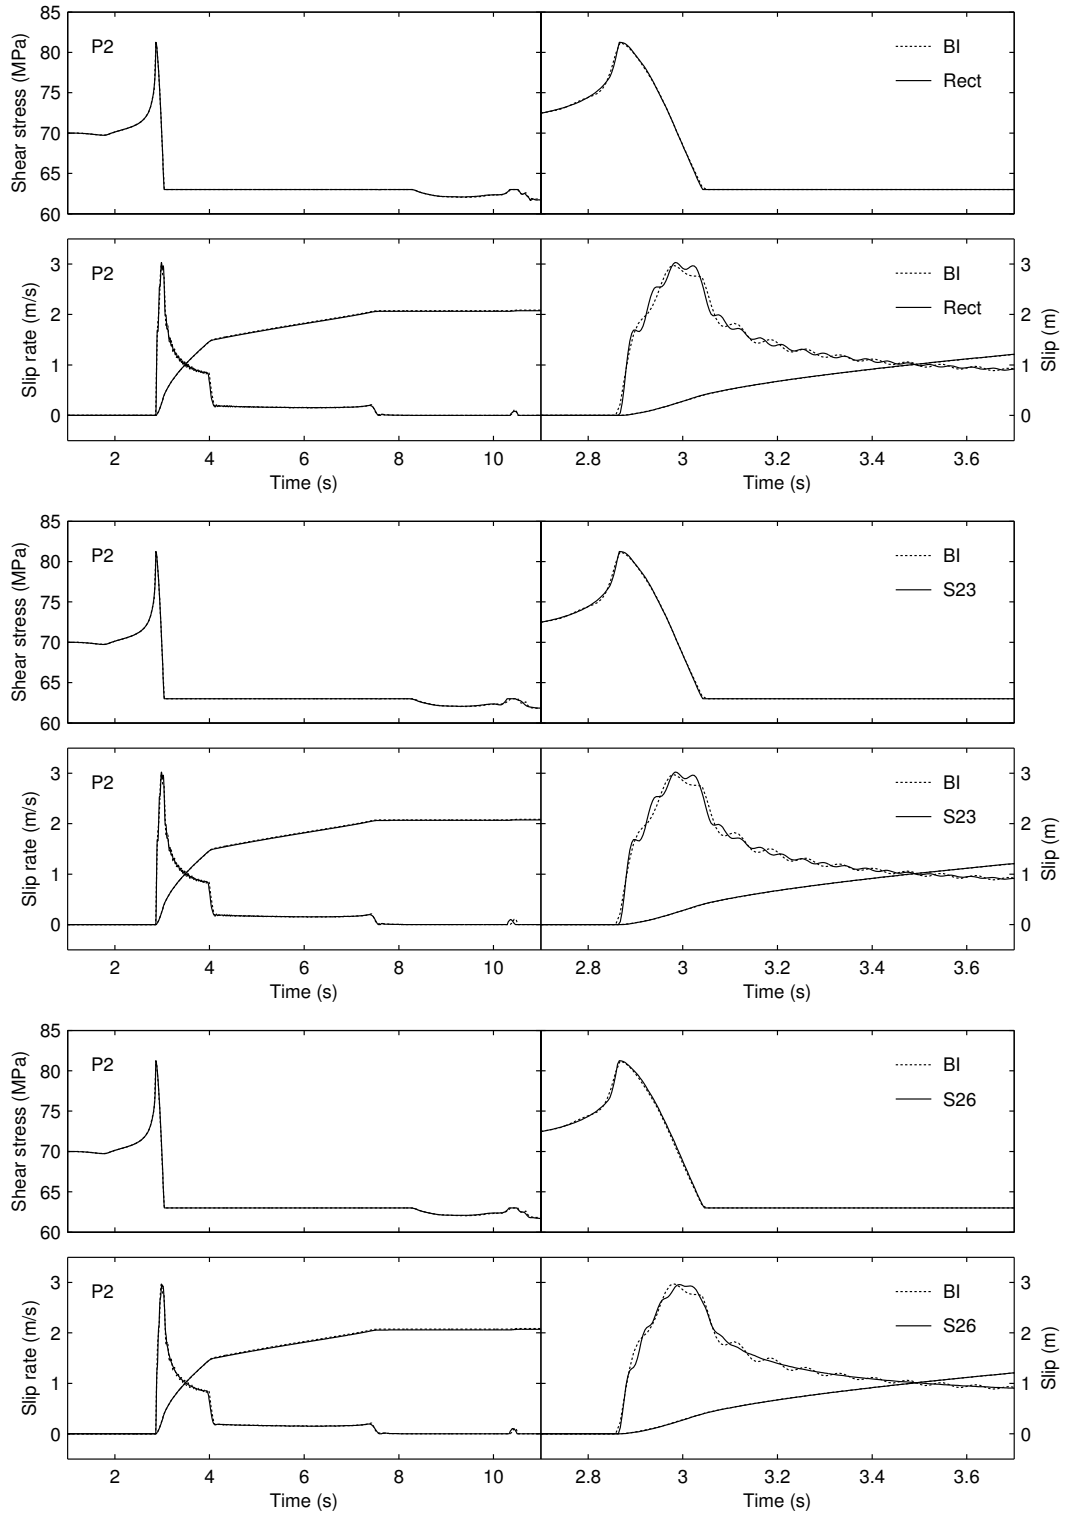 85
80
75
70
65
60
Shear stress (MPa)
P2
BI
Rect
3
2
1
0
Slip rate (m/s)
P2
BI
Rect
3
2
1
0
Slip (m)
2 4 6 8 10
2.8 3 3.2 3.4 3.6
Time (s)
Time (s)
85
80
75
70
65
60
Shear stress (MPa)
P2
BI
S23
3
2
1
0
Slip rate (m/s)
P2
BI
S23
3
2
1
0
Slip (m)
2 4 6 8 10
2.8 3 3.2 3.4 3.6
Time (s)
Time (s)
85
80
75
70
65
60
Shear stress (MPa)
P2
BI
S26
3
2
1
0
Slip rate (m/s)
P2
BI
S26
3
2
1
0
Slip (m)
2 4 6 8 10
2.8 3 3.2 3.4 3.6
Time (s)
Time (s)